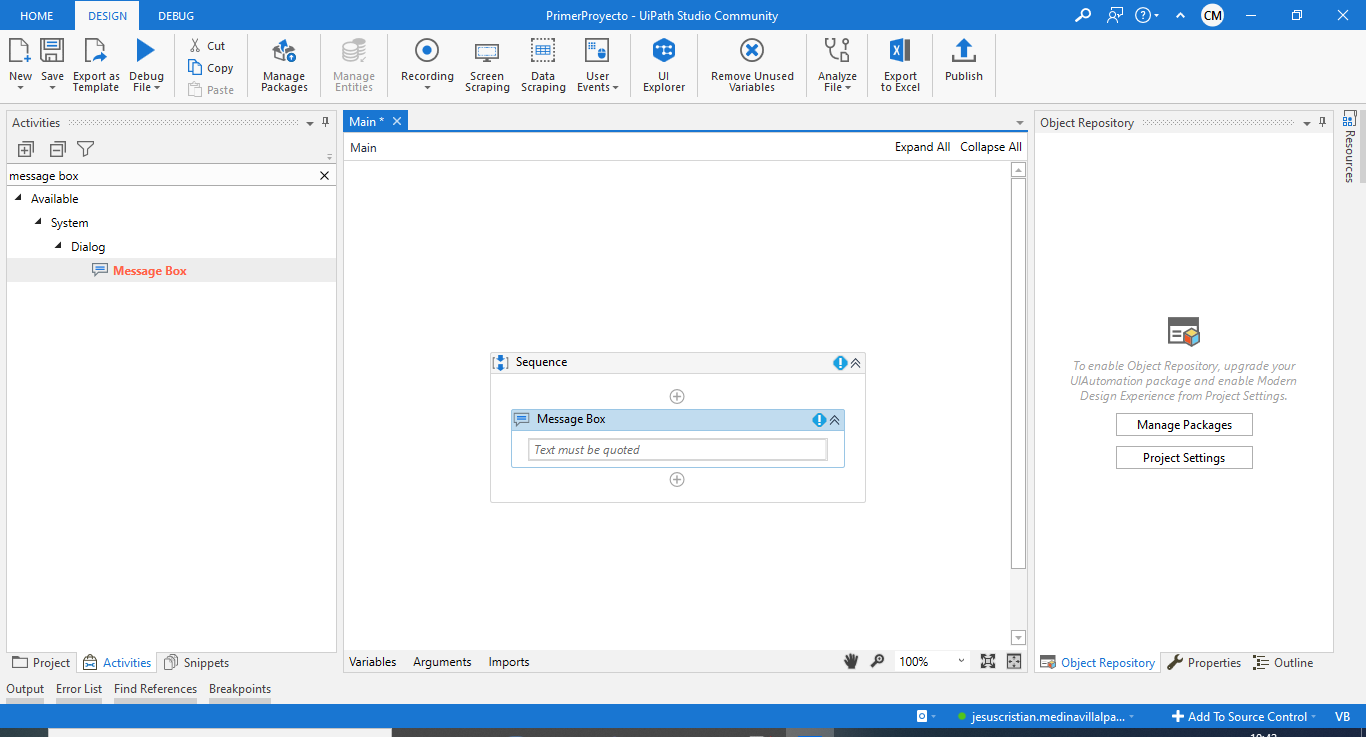 HOME DESIGN DEBUG PrimerProyecto - UiPath Studio Community CM
New Save Export as Template Debug File
Cut
Copy
Paste
Manage Packages Manage Entities Recording Screen Scraping Data Scraping User Events UI Explorer Remove Unused Variables Analyze File Export to Excel Publish
Activities
message box
Available
System
Dialog
Message Box
Main *
Main Expand All Collapse All
Sequence
Message Box
Text must be quoted
Object Repository
To enable Object Repository, upgrade your
UIAutomation package and enable Modern
Design Experience from Project Settings.
Manage Packages
Project Settings
Resources
Project Activities Snippets
Variables Arguments Imports 100%
Object Repository Properties Outline
Output Error List Find References Breakpoints
jesuscristian.medinavillalpa... Add To Source Control VB